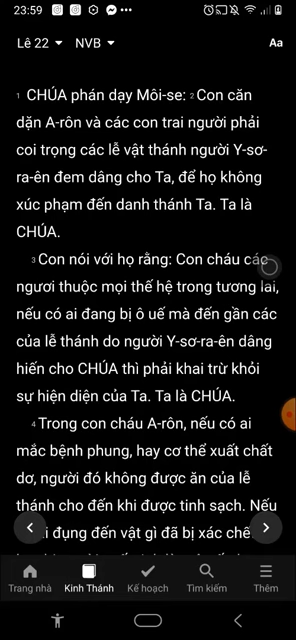 23:59
Lê 22 NVB Aa
1 CHÚA phán dạy Môi-se: 2 Con căn
dặn A-rôn và các con trai người phải
coi trọng các lễ vật thánh người Y-sơ-
ra-ên đem dâng cho Ta, để họ không
xúc phạm đến danh thánh Ta. Ta là
CHÚA.
3 Con nói với họ rằng: Con cháu các
ngươi thuộc mọi thế hệ trong tương lai,
nếu có ai đang bị ô uế mà đến gần các
của lễ thánh do người Y-sơ-ra-ên dâng
hiến cho CHÚA thì phải khai trừ khỏi
sự hiện diện của Ta. Ta là CHÚA.
4 Trong con cháu A-rôn, nếu có ai
mắc bệnh phung, hay cơ thể xuất chất
dơ, người đó không được ăn của lễ
thánh cho đến khi được tinh sạch. Nếu
đụng đến vật gì đã bị xác
Trang nhà Kinh Thánh Kế hoạch Tìm kiếm Thêm